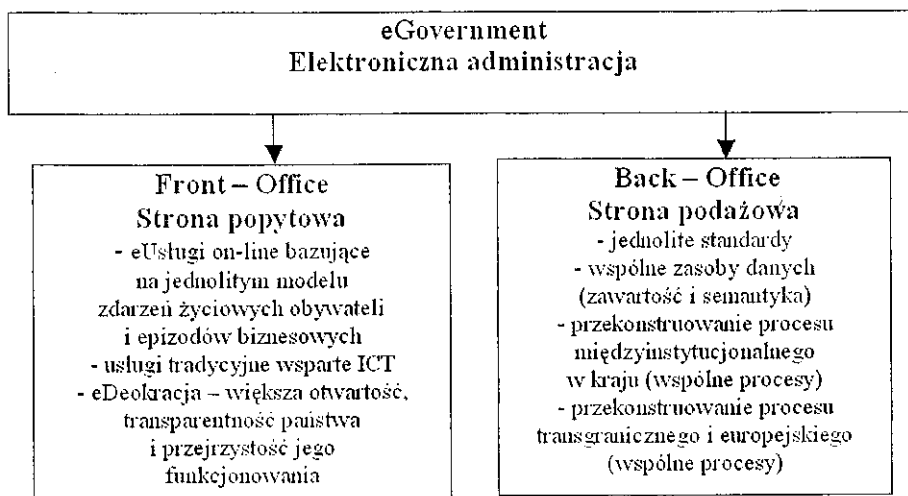 eGovernment
Elektroniczna administracja
Front – Office
Strona popytowa
- eUsługi on-line bazujące
na jednolitym modelu
zdarzeń życiowych obywateli
i epizodów biznesowych
- usługi tradycyjne wsparte ICT
- eDeokracja – większa otwartość,
transparentność państwa
i przejrzystość jego
funkcjonowania
Back – Office
Strona podażowa
- jednolite standardy
- wspólne zasoby danych
(zawartość i semantyka)
- przekonstruowanie procesu
międzyinstytucjonalnego
w kraju (wspólne procesy)
- przekonstruowanie procesu
transgranicznego i europejskiego
(wspólne procesy)